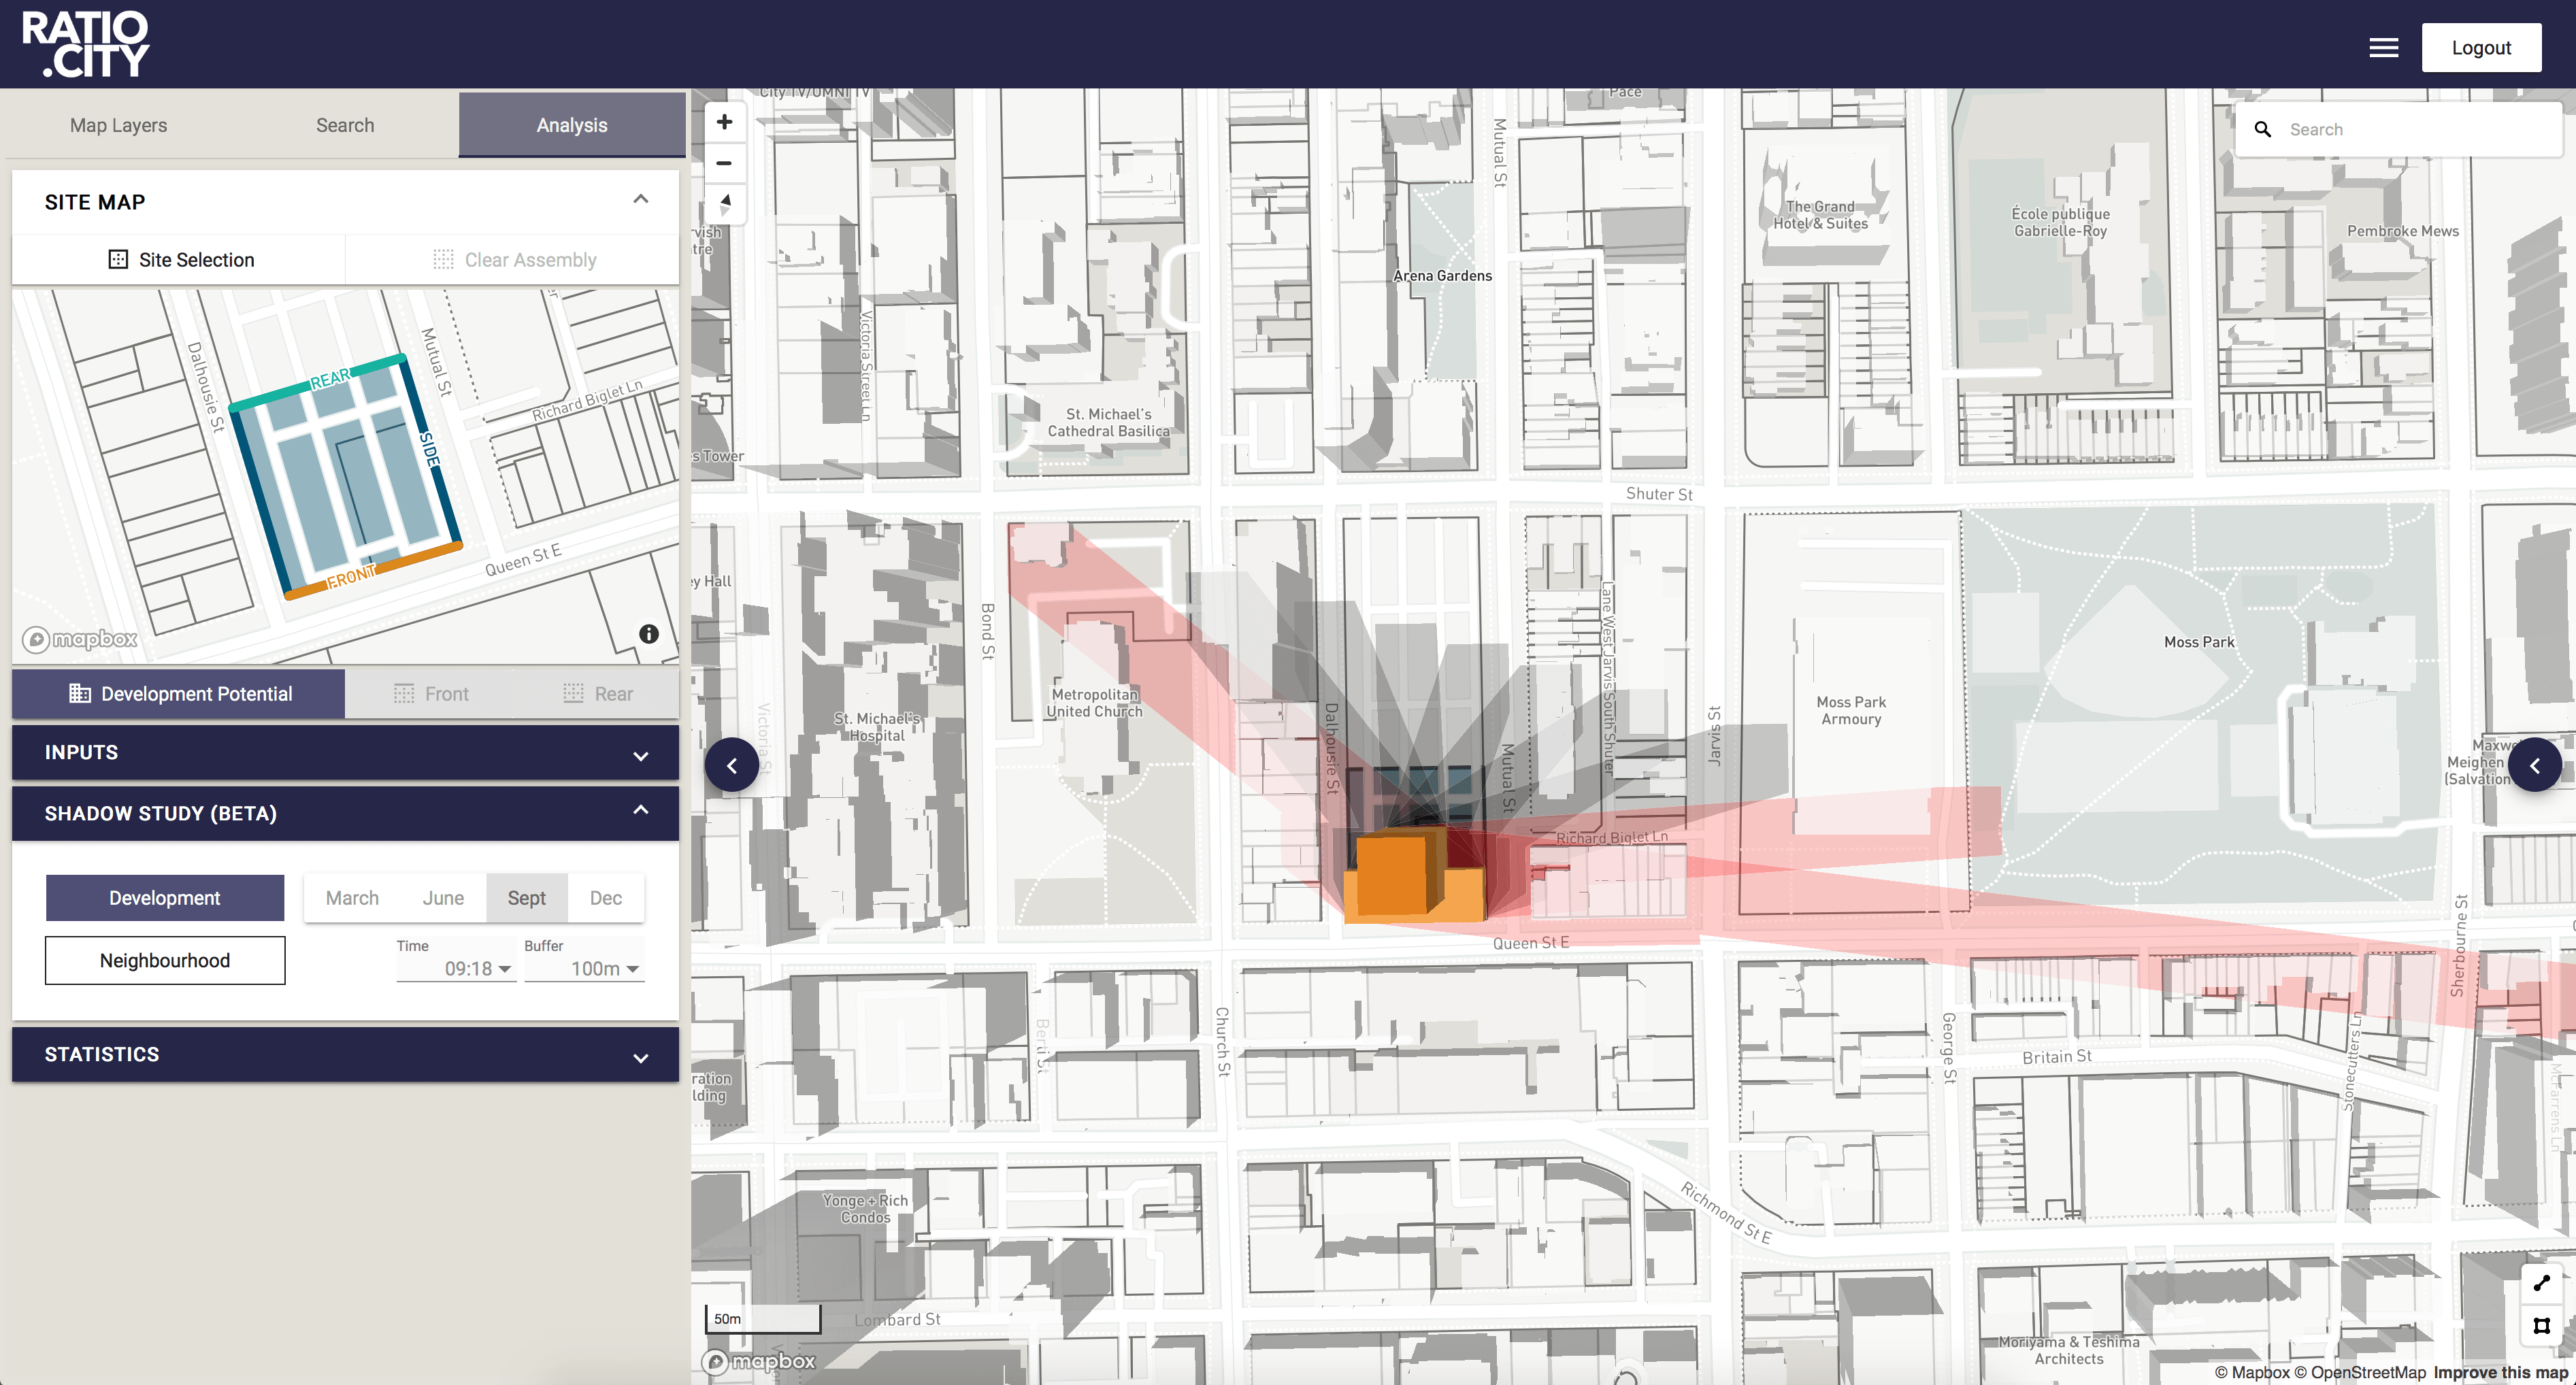 RATIO
.CITY
Logout
Map Layers
Search
Analysis
SITE MAP
Site Selection
Clear Assembly
Dalhousie St
Mutual St
REAR
SIDE
FRONT
Richard Biglet Ln
Queen St E
mapbox
Development Potential
Front
Rear
INPUTS
SHADOW STUDY (BETA)
Development
March
June
Sept
Dec
Neighbourhood
Time
09:18
Buffer
100m
STATISTICS
City TV/OMNI TV
Pace
Search
Mutual St
The Grand
Hotel & Suites
École publique
Gabrielle-Roy
Pembroke Mews
Arena Gardens
Victoria Street Ln
St. Michael's
Cathedral Basilica
s Tower
Shuter St
ey Hall
Bond St
Lane West Jarvis South Shuter
Moss Park
Metropolitan
United Church
St. Michael's
Hospital
Victoria St
Dalhousie St
Mutual St
Jarvis St
Moss Park
Armoury
Maxwe
Meighen
(Salvation
Richard Biglet Ln
Queen St E
Sherbourne St
Church St
George St
Britain St
Stonecutters Ln
McFarrens Ln
ration
lding
Berti St
Yonge + Rich
Condos
Richmond St E
50m
Lombard St
mapbox
Moriyama & Teshima
Architects
© Mapbox © OpenStreetMap Improve this map